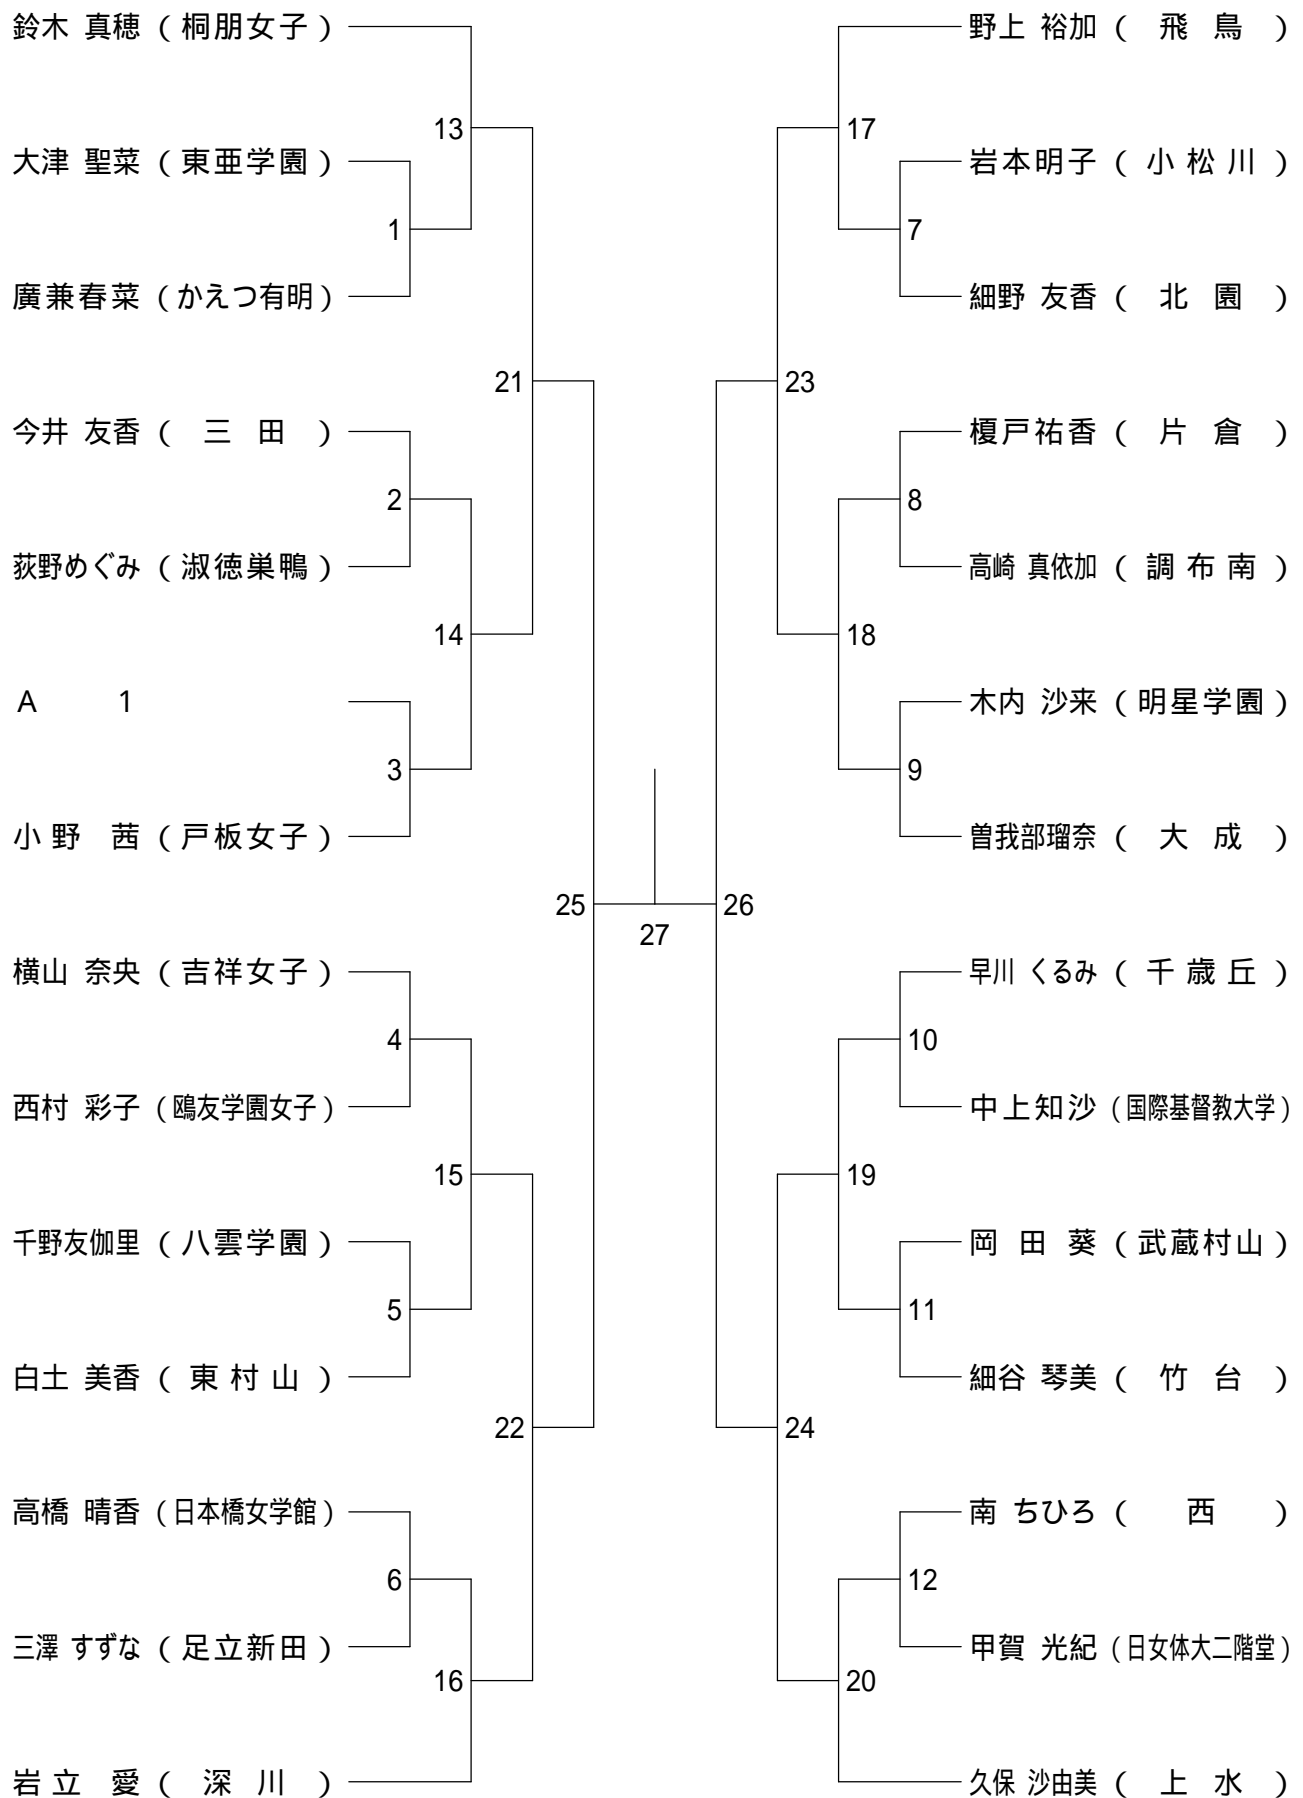 鈴木 真穂 ( 桐朋女子 )
13
大津 聖菜 ( 東亜学園 )
1
廣兼春菜 ( かえつ有明 )
21
今井 友香 ( 三 田 )
2
荻野めぐみ ( 淑徳巣鴨 )
14
A 1
3
小 野 茜 ( 戸板女子 )
25
横山 奈央 ( 吉祥女子 )
4
西村 彩子 ( 鴎友学園女子 )
15
千野友伽里 ( 八雲学園 )
5
白土 美香 ( 東 村 山 )
22
高橋 晴香 ( 日本橋女学館 )
6
三澤 すずな ( 足立新田 )
16
岩 立 愛 ( 深 川 )
27
野上 裕加 ( 飛 鳥 )
17
岩本明子 ( 小 松 川 )
7
細野 友香 ( 北 園 )
23
榎戸祐香 ( 片 倉 )
8
高崎 真依加 ( 調 布 南 )
18
木内 沙来 ( 明星学園 )
9
曽我部瑠奈 ( 大 成 )
26
早川 くるみ ( 千 歳 丘 )
10
中上知沙 ( 国際基督教大学 )
19
岡 田 葵 ( 武蔵村山 )
11
細谷 琴美 ( 竹 台 )
24
南 ちひろ ( 西 )
12
甲賀 光紀 ( 日女体大二階堂 )
20
久保 沙由美 ( 上 水 )